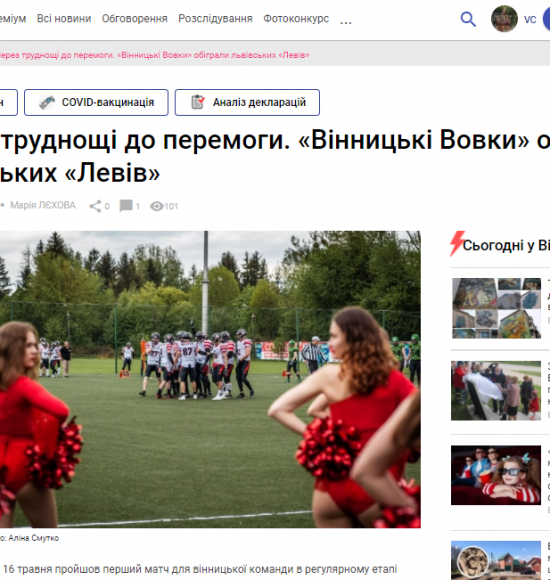 еміум Всі новини Обговорення Розслідування Фотоконкурс ...
VC
Через труднощі до перемоги. «Вінницькі Вовки» обіграли львівських «Левів»
н COVID-вакцинація Аналіз декларацій
труднощі до перемоги. «Вінницькі Вовки» о
ьких «Левів»
Марія ЛЄХОВА 0 1 101
Сьогодні у Ві
о: Аліна Смутко
16 травня пройшов перший матч для вінницької команди в регулярному етапі